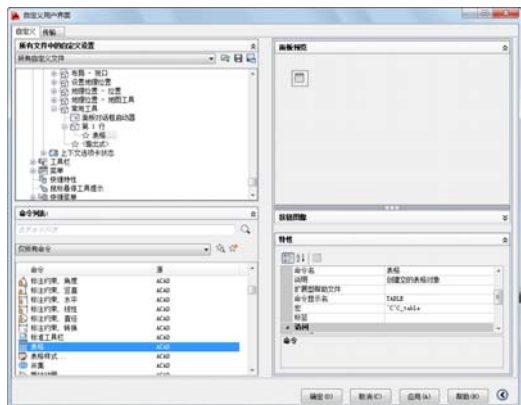 自定义用户界面
自定义 传输
所有文件中的自定义设置
所有自定义文件
布局 - 视口
设置地理位置
地理位置 - 位置
地理位置 - 地图工具
常用工具
面板对话框启动器
第 1 行
表格
<滑出式>
上下文选项卡状态
工具栏
菜单
快捷特性
鼠标悬停工具提示
快捷菜单
命令列表:
仅所有命令
命令 源
标注约束, 角度 ACAD
标注约束, 竖直 ACAD
标注约束, 水平 ACAD
标注约束, 线性 ACAD
标注约束, 直径 ACAD
标注约束, 转换 ACAD
标准工具栏 ACAD
表格 ACAD
表格样式... ACAD
并集 ACAD
面板预览
按钮图像
特性
命令名 表格
说明 创建空的表格对象
扩展型帮助文件
命令显示名 TABLE
宏 ^C^C_table
标签
访问
命令
确定(O) 取消(C) 应用(A) 帮助(H)